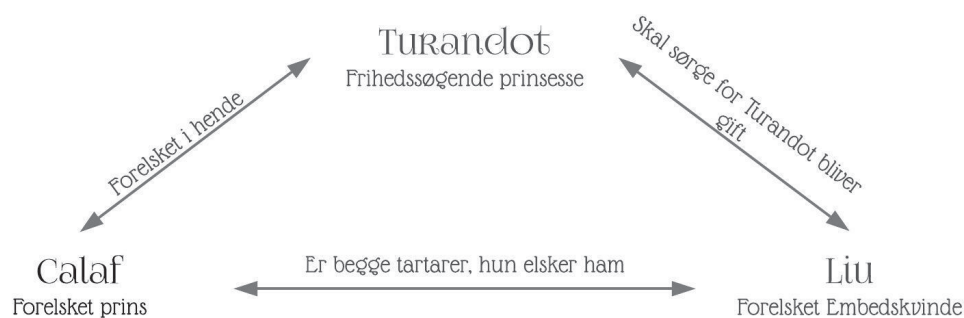 Turandot
Frihedssøgende prinsesse
Forelsket i hende
Skal sørge for Turandot bliver
gift
Calaf
Forelsket prins
Er begge tartarer, hun elsker ham
Liu
Forelsket Embedskvinde